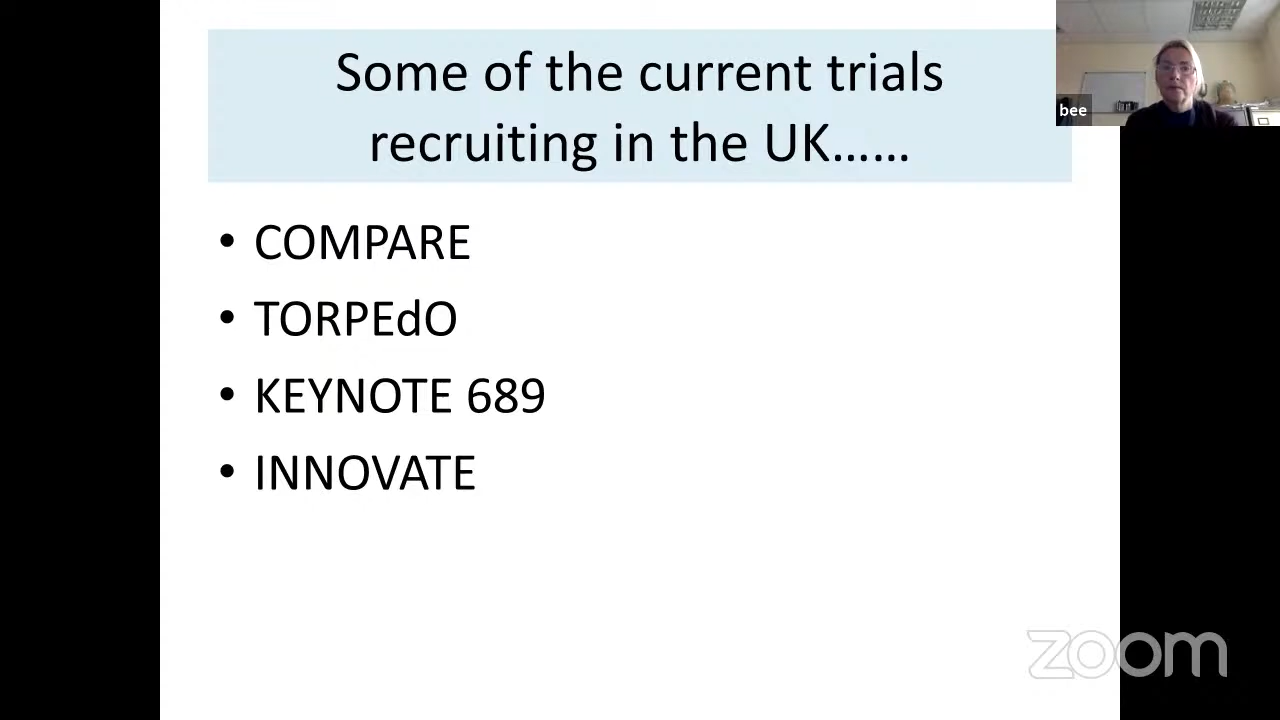 Some of the current trials
recruiting in the UK……
bee
• COMPARE
• TORPEdO
• KEYNOTE 689
• INNOVATE
zoom